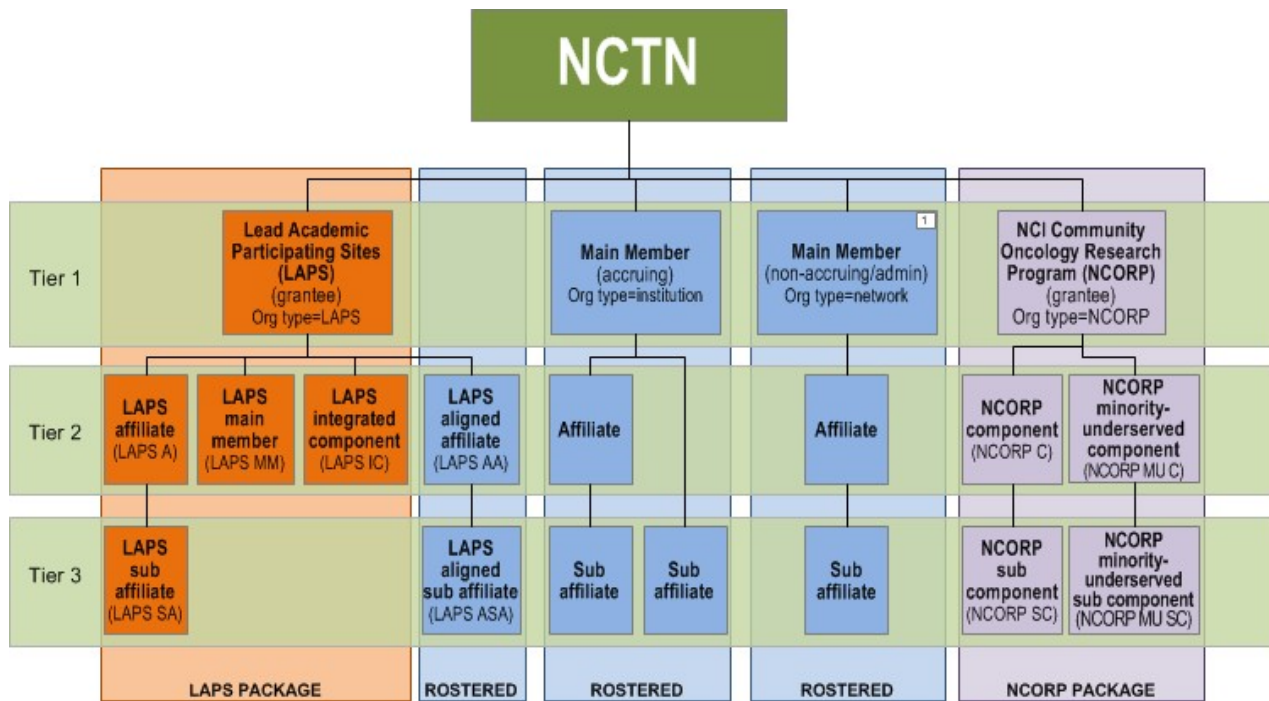 NCTN
Tier 1
Lead Academic
Participating Sites
(LAPS)
(grantee)
Org type=LAPS
Main Member
(accruing)
Org type=institution
1
Main Member
(non-accruing/admin)
Org type=network
NCI Community
Oncology Research
Program (NCORP)
(grantee)
Org type=NCORP
Tier 2
LAPS
affiliate
(LAPS A)
LAPS
main
member
(LAPS MM)
LAPS
integrated
component
(LAPS IC)
LAPS
aligned
affiliate
(LAPS AA)
Affiliate
Affiliate
NCORP
component
(NCORP C)
NCORP
minority-
underserved
component
(NCORP MU C)
Tier 3
LAPS
sub
affiliate
(LAPS SA)
LAPS
aligned
sub affiliate
(LAPS ASA)
Sub
affiliate
Sub
affiliate
Sub
affiliate
NCORP
sub
component
(NCORP SC)
NCORP
minority-
underserved
sub component
(NCORP MU SC)
LAPS PACKAGE
ROSTERED
ROSTERED
ROSTERED
NCORP PACKAGE